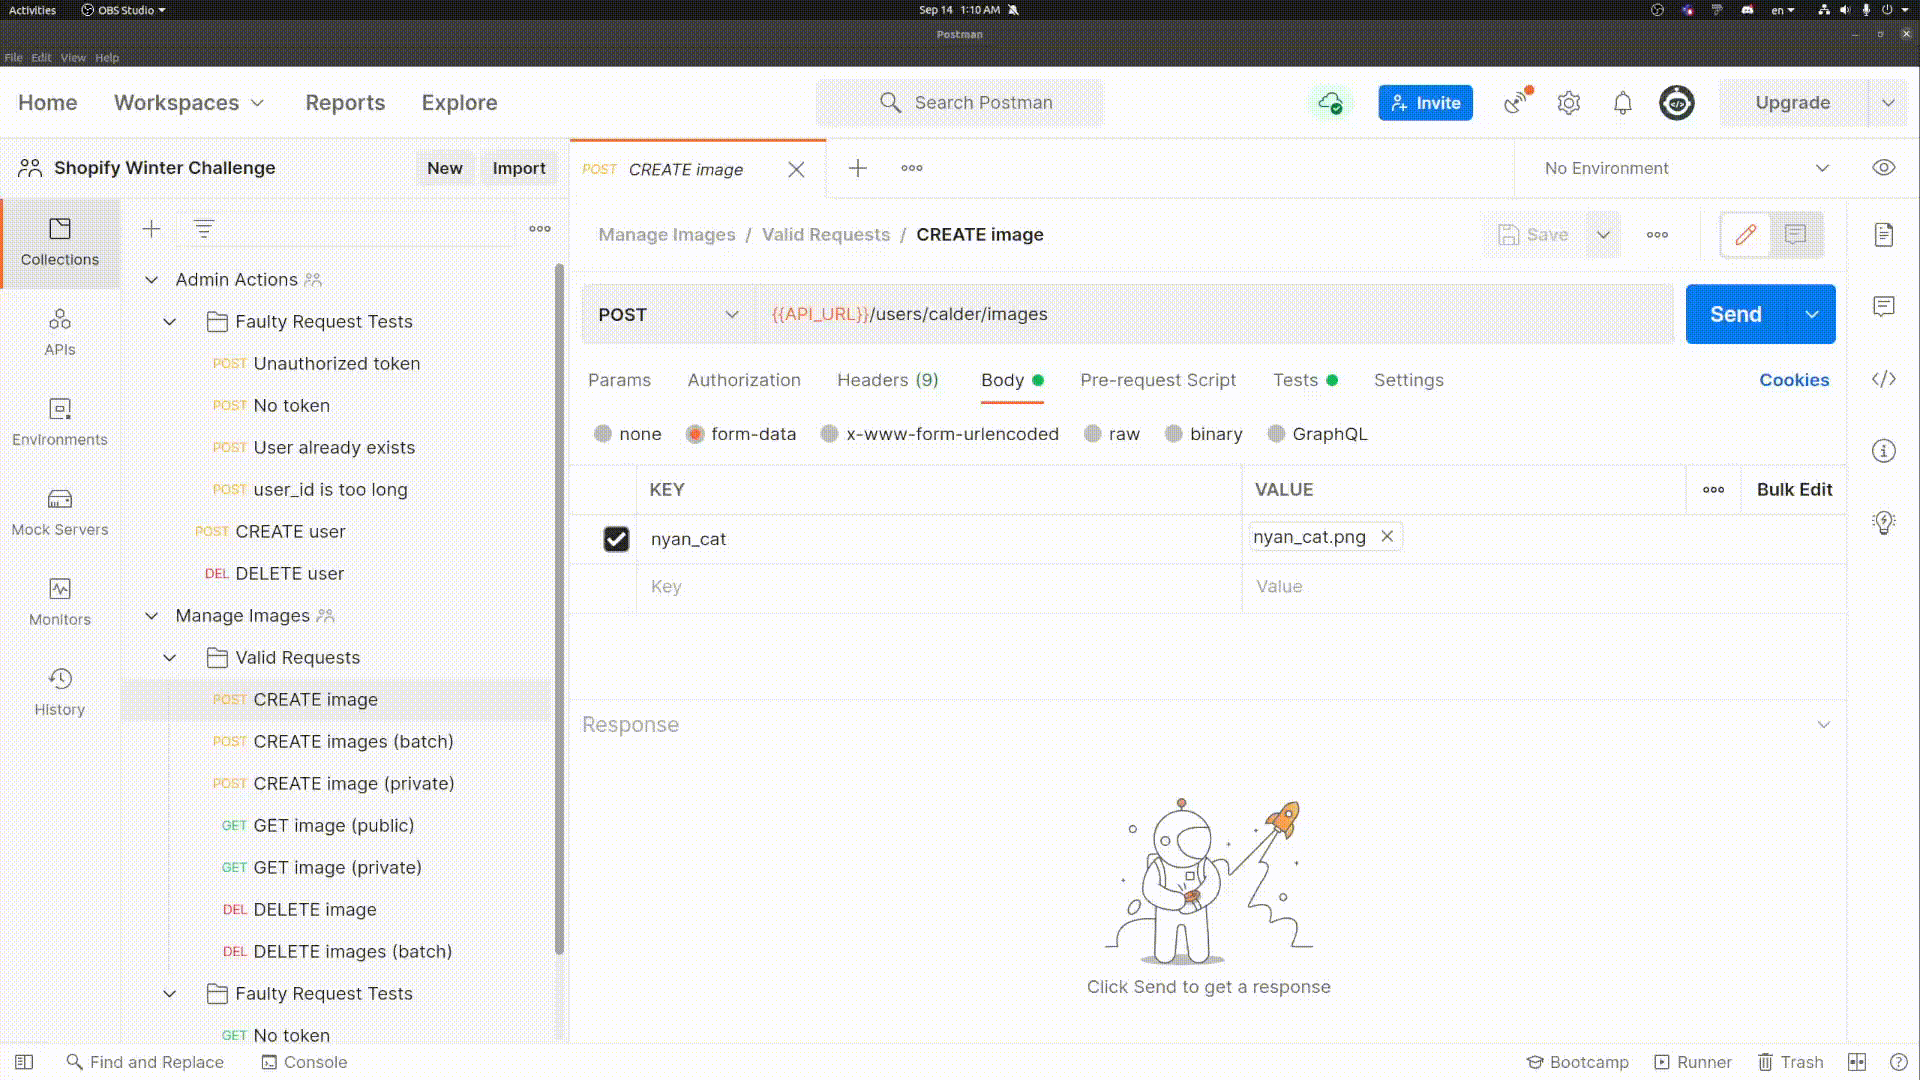 Activities OBS Studio Sep 14 1:10 AM en
Postman
File Edit View Help
Home Workspaces Reports Explore Search Postman Invite Upgrade
Shopify Winter Challenge New Import POST CREATE image No Environment
Collections
APIs
Environments
Mock Servers
Monitors
History
Admin Actions
Faulty Request Tests
POST Unauthorized token
POST No token
POST User already exists
POST user_id is too long
POST CREATE user
DEL DELETE user
Manage Images
Valid Requests
POST CREATE image
POST CREATE images (batch)
POST CREATE image (private)
GET GET image (public)
GET GET image (private)
DEL DELETE image
DEL DELETE images (batch)
Faulty Request Tests
GET No token
Manage Images / Valid Requests / CREATE image Save
POST {{API_URL}}/users/calder/images Send
Params Authorization Headers (9) Body Pre-request Script Tests Settings Cookies
none form-data x-www-form-urlencoded raw binary GraphQL
KEY VALUE Bulk Edit
nyan_cat nyan_cat.png
Key Value
Response
Click Send to get a response
Find and Replace Console Bootcamp Runner Trash